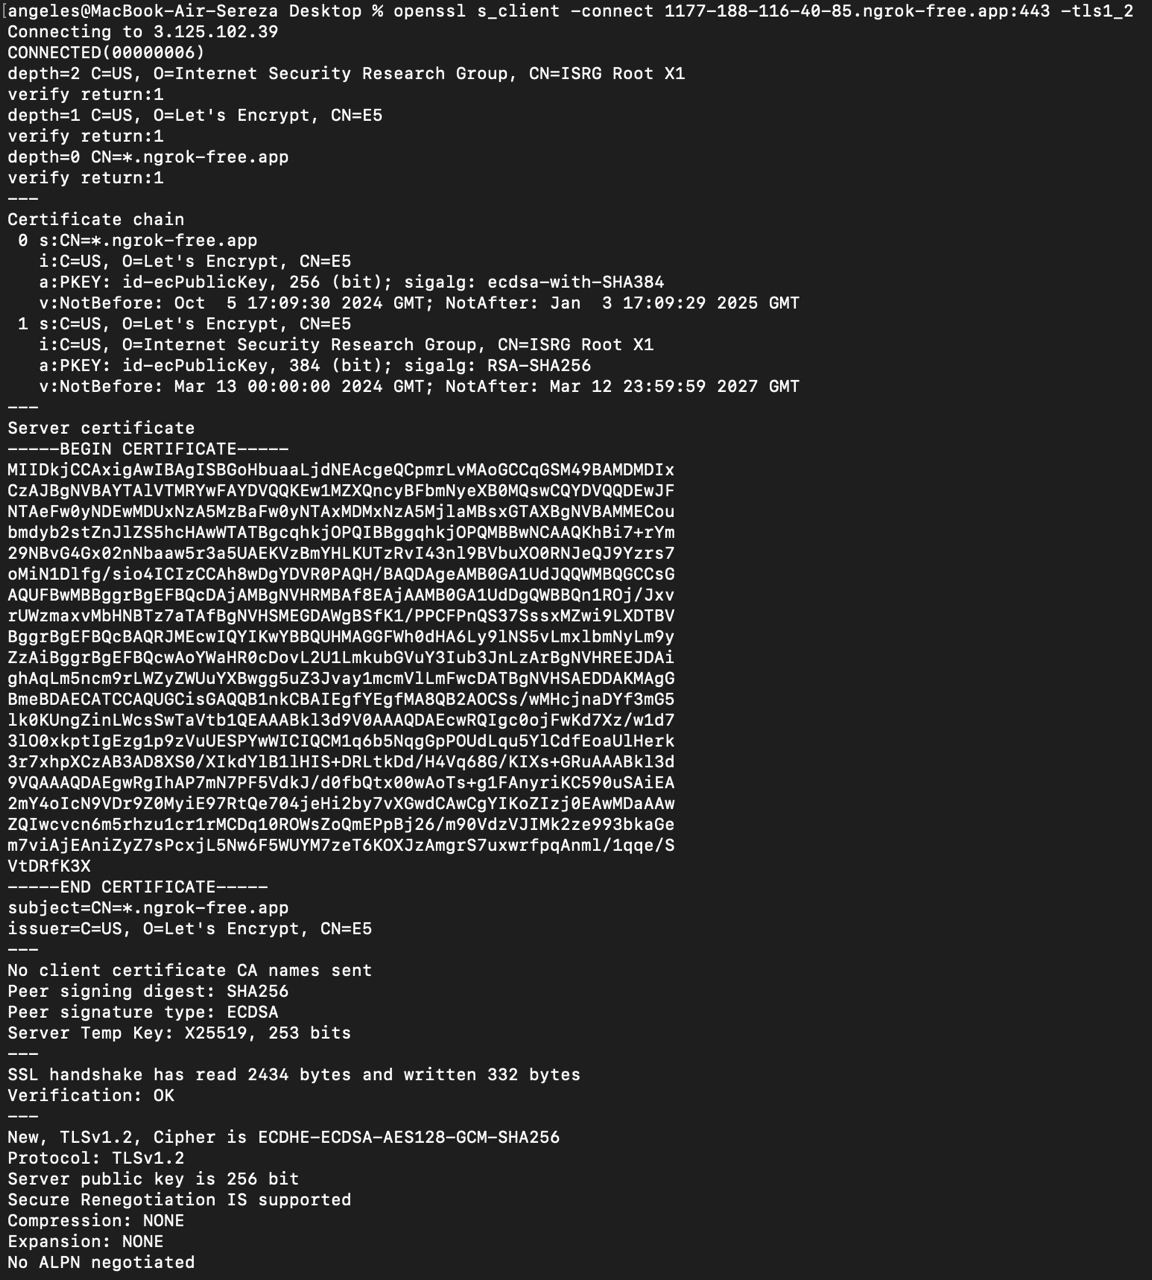 [angeles@MacBook-Air-Sereza Desktop % openssl s_client -connect 1177-188-116-40-85.ngrok-free.app:443 -tls1_2
Connecting to 3.125.102.39
CONNECTED(00000006)
depth=2 C=US, O=Internet Security Research Group, CN=ISRG Root X1
verify return:1
depth=1 C=US, O=Let's Encrypt, CN=E5
verify return:1
depth=0 CN=*.ngrok-free.app
verify return:1
---
Certificate chain
 0 s:CN=*.ngrok-free.app
   i:C=US, O=Let's Encrypt, CN=E5
   a:PKEY: id-ecPublicKey, 256 (bit); sigalg: ecdsa-with-SHA384
   v:NotBefore: Oct  5 17:09:30 2024 GMT; NotAfter: Jan  3 17:09:29 2025 GMT
 1 s:C=US, O=Let's Encrypt, CN=E5
   i:C=US, O=Internet Security Research Group, CN=ISRG Root X1
   a:PKEY: id-ecPublicKey, 384 (bit); sigalg: RSA-SHA256
   v:NotBefore: Mar 13 00:00:00 2024 GMT; NotAfter: Mar 12 23:59:59 2027 GMT
---
Server certificate
-----BEGIN CERTIFICATE-----
MIIDkjCCAxigAwIBAgISBGoHbuaaLjdNEAcgeQCpmrLvMAoGCCqGSM49BAMDMDIx
CzAJBgNVBAYTAlVTMRYwFAYDVQQKEw1MZXQncyBFbmNyeXB0MQswCQYDVQQDEwJF
NTAeFw0yNDEwMDUxNzA5MzBaFw0yNTAxMDMxNzA5MjlaMBsxGTAXBgNVBAMMECou
bmdyb2stZnJlZS5hcHAwWTATBgcqhkjOPQIBBggqhkjOPQMBBwNCAAQKhBi7+rYm
29NBvG4Gx02nNbaaw5r3a5UAEKVzBmYHLKUTzRvI43nl9BVbuXO0RNJeQJ9Yzrs7
oMiN1Dlfg/sio4ICIzCCAh8wDgYDVR0PAQH/BAQDAgeAMB0GA1UdJQQWMBQGCCsG
AQUFBwMBBggrBgEFBQcDAjAMBgNVHRMBAf8EAjAAMB0GA1UdDgQWBBQn1ROj/Jxv
rUWzmaxvMbHNBTz7aTAfBgNVHSMEGDAWgBSfK1/PPCFPnQS37SssxMZwi9LXDTBV
BggrBgEFBQcBAQRJMEcwIQYIKwYBBQUHMAGGFWh0dHA6Ly9lNS5vLmxlbmNyLm9y
ZzAiBggrBgEFBQcwAoYWaHR0cDovL2U1LmkubGVuY3Iub3JnLzArBgNVHREEJDAi
ghAqLm5ncm9rLWZyZWUuYXBwgg5uZ3Jvay1mcmVlLmFwcDATBgNVHSAEDDAKMAgG
BmeBDAECATCCAQUGCisGAQQB1nkCBAIEgfYEgfMA8QB2AOCSs/wMHcjnaDYf3mG5
lk0KUngZinLWcsSwTaVtb1QEAAABkl3d9V0AAAQDAEcwRQIgc0ojFwKd7Xz/w1d7
3lO0xkptIgEzg1p9zVuUESPYwWICIQCM1q6b5NqgGpPOUdLqu5YlCdfEoaUlHerk
3r7xhpXCzAB3AD8XS0/XIkdYlB1lHIS+DRLtkDd/H4Vq68G/KIXs+GRuAAABkl3d
9VQAAAQDAEgwRgIhAP7mN7PF5VdkJ/d0fbQtx00wAoTs+g1FAnyriKC590uSAiEA
2mY4oIcN9VDr9Z0MyiE97RtQe704jeHi2by7vXGwdCAwCgYIKoZIzj0EAwMDaAAw
ZQIwcvcn6m5rhzu1cr1rMCDq10ROWsZoQmEPpBj26/m90VdzVJIMk2ze993bkaGe
m7viAjEAniZyZ7sPcxjL5Nw6F5WUYM7zeT6KOXJzAmgrS7uxwrfpqAnml/1qqe/S
VtDRfK3X
-----END CERTIFICATE-----
subject=CN=*.ngrok-free.app
issuer=C=US, O=Let's Encrypt, CN=E5
---
No client certificate CA names sent
Peer signing digest: SHA256
Peer signature type: ECDSA
Server Temp Key: X25519, 253 bits
---
SSL handshake has read 2434 bytes and written 332 bytes
Verification: OK
---
New, TLSv1.2, Cipher is ECDHE-ECDSA-AES128-GCM-SHA256
Protocol: TLSv1.2
Server public key is 256 bit
Secure Renegotiation IS supported
Compression: NONE
Expansion: NONE
No ALPN negotiated